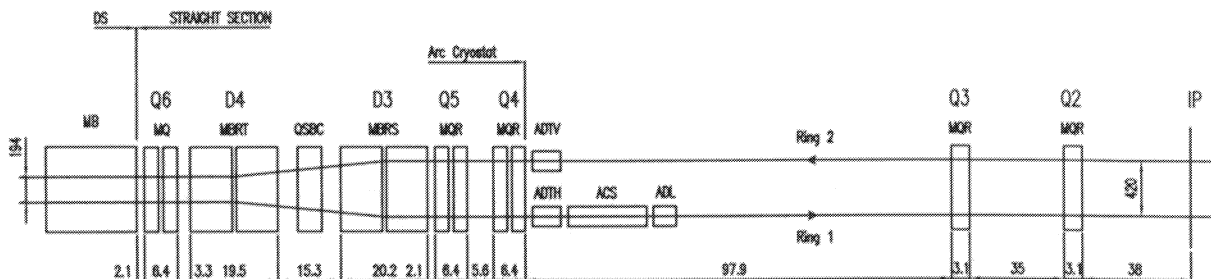 DS STRAIGHT SECTION
Arc Cryostat
Q6 D4 D3 Q5 Q4 Q3 Q2 IP
MB MQ MBRT QSBC MBRS MQR MQR ADTV MQR MQR
194
Ring 2
ADTH ACS ADL
420
Ring 1
2.1 6.4 3.3 19.5 15.3 20.2 2.1 6.4 5.6 6.4 97.9 3.1 35 3.1 38